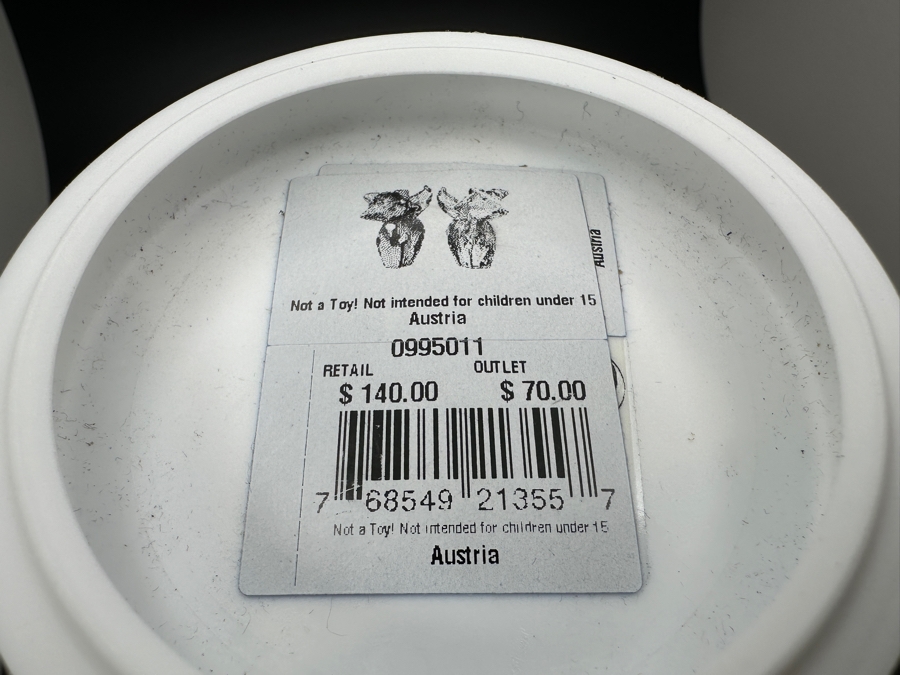 Austria
Not a Toy! Not intended for children under 15
Austria
0995011
RETAIL OUTLET
$ 140.00 $ 70.00
7 68549 21355 7
Not a Toy! Not intended for children under 15
Austria